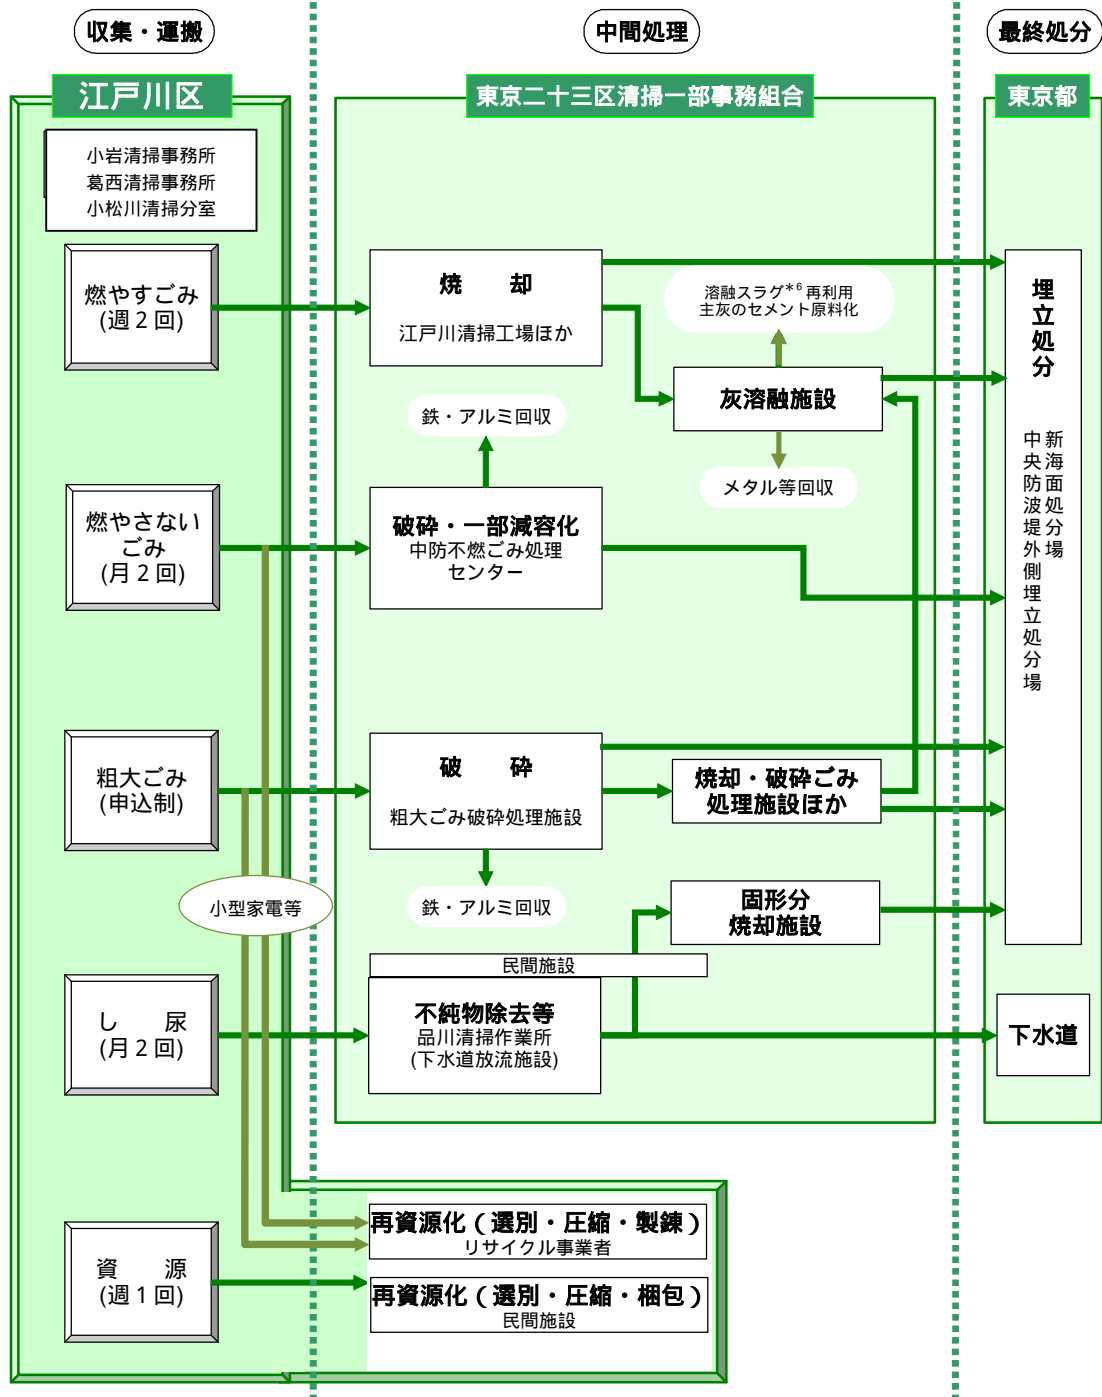 収集・運搬
中間処理
最終処分
江戸川区
東京二十三区清掃一部事務組合
東京都
小岩清掃事務所
葛西清掃事務所
小松川清掃分室
燃やすごみ
(週2回)
焼　却
江戸川清掃工場ほか
溶融スラグ*6再利用
主灰のセメント原料化
埋立処分
灰溶融施設
鉄・アルミ回収
メタル等回収
新海面処分場
中央防波堤外側埋立処分場
燃やさない
ごみ
(月2回)
破砕・一部減容化
中防不燃ごみ処理
センター
粗大ごみ
(申込制)
破　砕
粗大ごみ破砕処理施設
焼却・破砕ごみ
処理施設ほか
小型家電等
鉄・アルミ回収
固形分
焼却施設
民間施設
し　尿
(月2回)
不純物除去等
品川清掃作業所
(下水道放流施設)
下水道
再資源化（選別・圧縮・製錬）
リサイクル事業者
資　源
(週1回)
再資源化（選別・圧縮・梱包）
民間施設